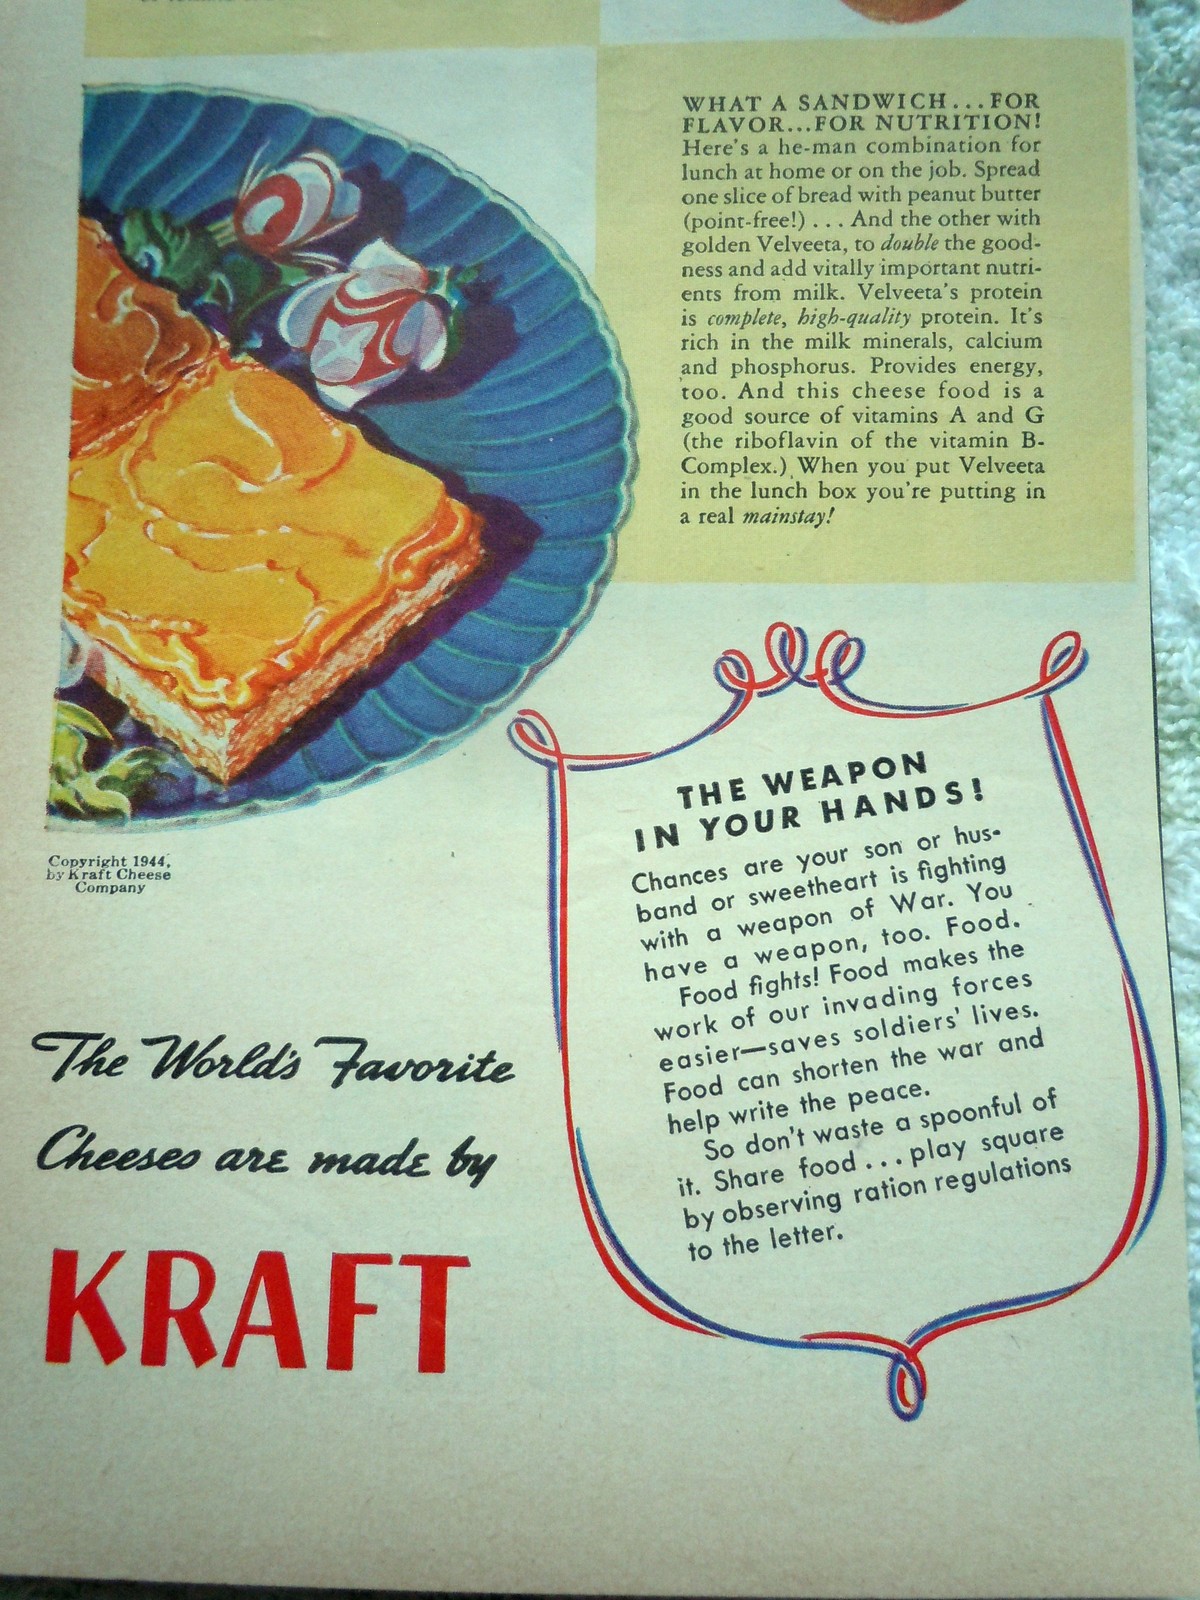 WHAT A SANDWICH...FOR
FLAVOR...FOR NUTRITION!
Here's a he-man combination for
lunch at home or on the job. Spread
one slice of bread with peanut butter
(point-free!) . . . And the other with
golden Velveeta, to double the good-
ness and add vitally important nutri-
ents from milk. Velveeta's protein
is complete, high-quality protein. It's
rich in the milk minerals, calcium
and phosphorus. Provides energy,
too. And this cheese food is a
good source of vitamins A and G
(the riboflavin of the vitamin B-
Complex.) When you put Velveeta
in the lunch box you're putting in
a real mainstay!
Copyright 1944,
by Kraft Cheese
Company
THE WEAPON
IN YOUR HANDS!
Chances are your son or hus-
band or sweetheart is fighting
with a weapon of War. You
have a weapon, too. Food.
Food fights! Food makes the
work of our invading forces
easier—saves soldiers' lives.
Food can shorten the war and
help write the peace.
So don't waste a spoonful of
it. Share food . . . play square
by observing ration regulations
to the letter.
The World's Favorite
Cheeses are made by
KRAFT